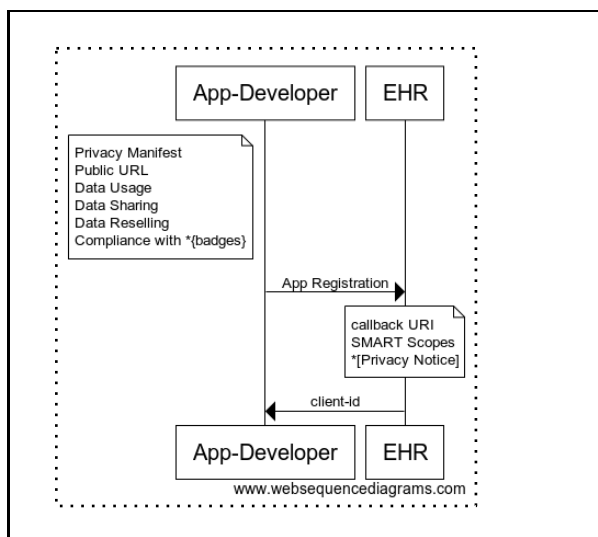 App-Developer
EHR
Privacy Manifest
Public URL
Data Usage
Data Sharing
Data Reselling
Compliance with *{badges}
App Registration
callback URI
SMART Scopes
*[Privacy Notice]
client-id
App-Developer
EHR
www.websequencediagrams.com